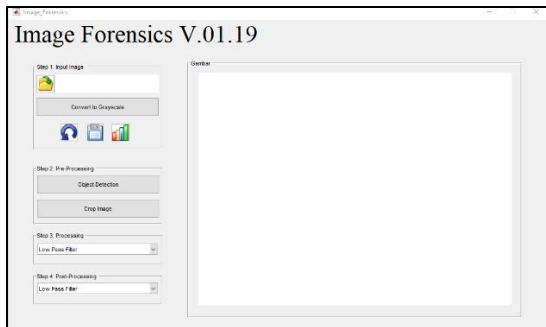 Image_Forensics
Image Forensics V.01.19
Step 1: Input Image
Convert to Grayscale
Step 2: Pre-Processing
Object Detection
Crop Image
Step 3: Processing
Low Pass Filter
Step 4: Post-Processing
Low Pass Filter
Gambar